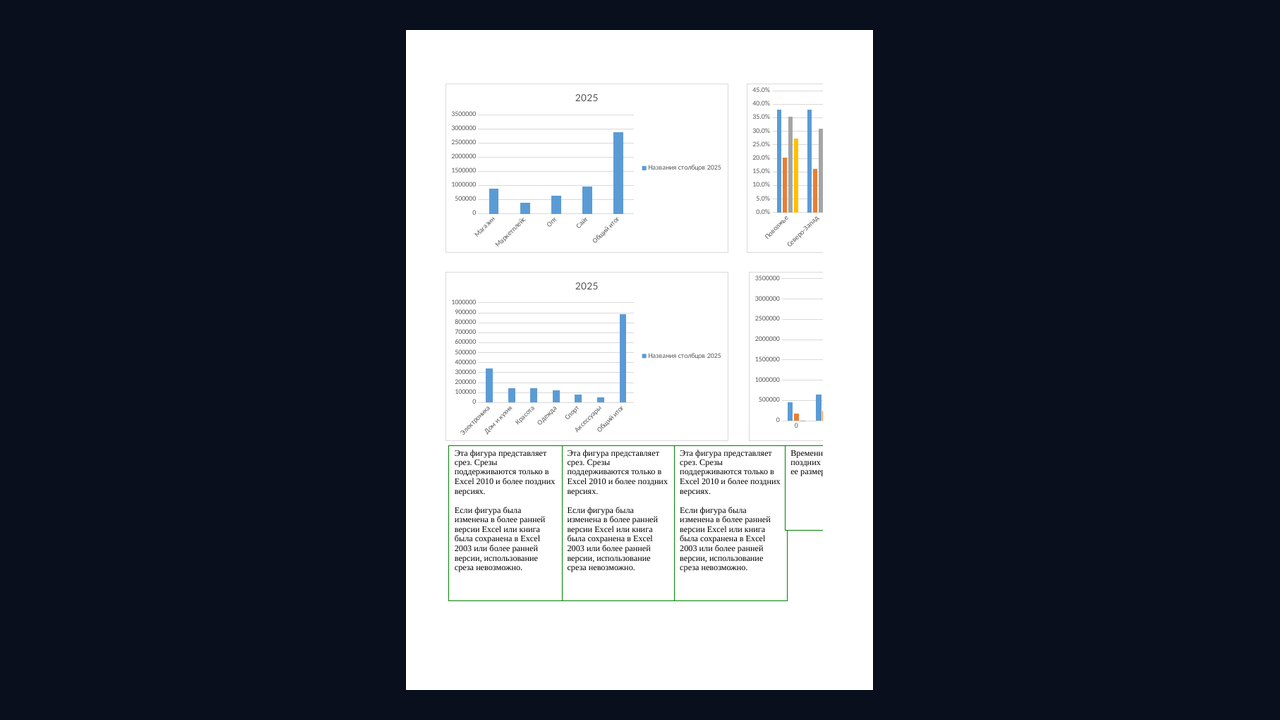 2025
3500000
3000000
2500000
2000000
1500000
1000000
500000
0
Магазин
Маркетплейс
Опт
Сайт
Общий итог
Названия столбцов 2025
45.0%
40.0%
35.0%
30.0%
25.0%
20.0%
15.0%
10.0%
5.0%
0.0%
Поволжье
Северо-Запад
2025
1000000
900000
800000
700000
600000
500000
400000
300000
200000
100000
0
Электроника
Дом и кухня
Красота
Одежда
Спорт
Аксессуары
Общий итог
Названия столбцов 2025
3500000
3000000
2500000
2000000
1500000
1000000
500000
0
0
Эта фигура представляет
срез. Срезы
поддерживаются только в
Excel 2010 и более поздних
версиях.
Если фигура была
изменена в более ранней
версии Excel или книга
была сохранена в Excel
2003 или более ранней
версии, использование
среза невозможно.
Эта фигура представляет
срез. Срезы
поддерживаются только в
Excel 2010 и более поздних
версиях.
Если фигура была
изменена в более ранней
версии Excel или книга
была сохранена в Excel
2003 или более ранней
версии, использование
среза невозможно.
Эта фигура представляет
срез. Срезы
поддерживаются только в
Excel 2010 и более поздних
версиях.
Если фигура была
изменена в более ранней
версии Excel или книга
была сохранена в Excel
2003 или более ранней
версии, использование
среза невозможно.
Времен
поздних
ее разме